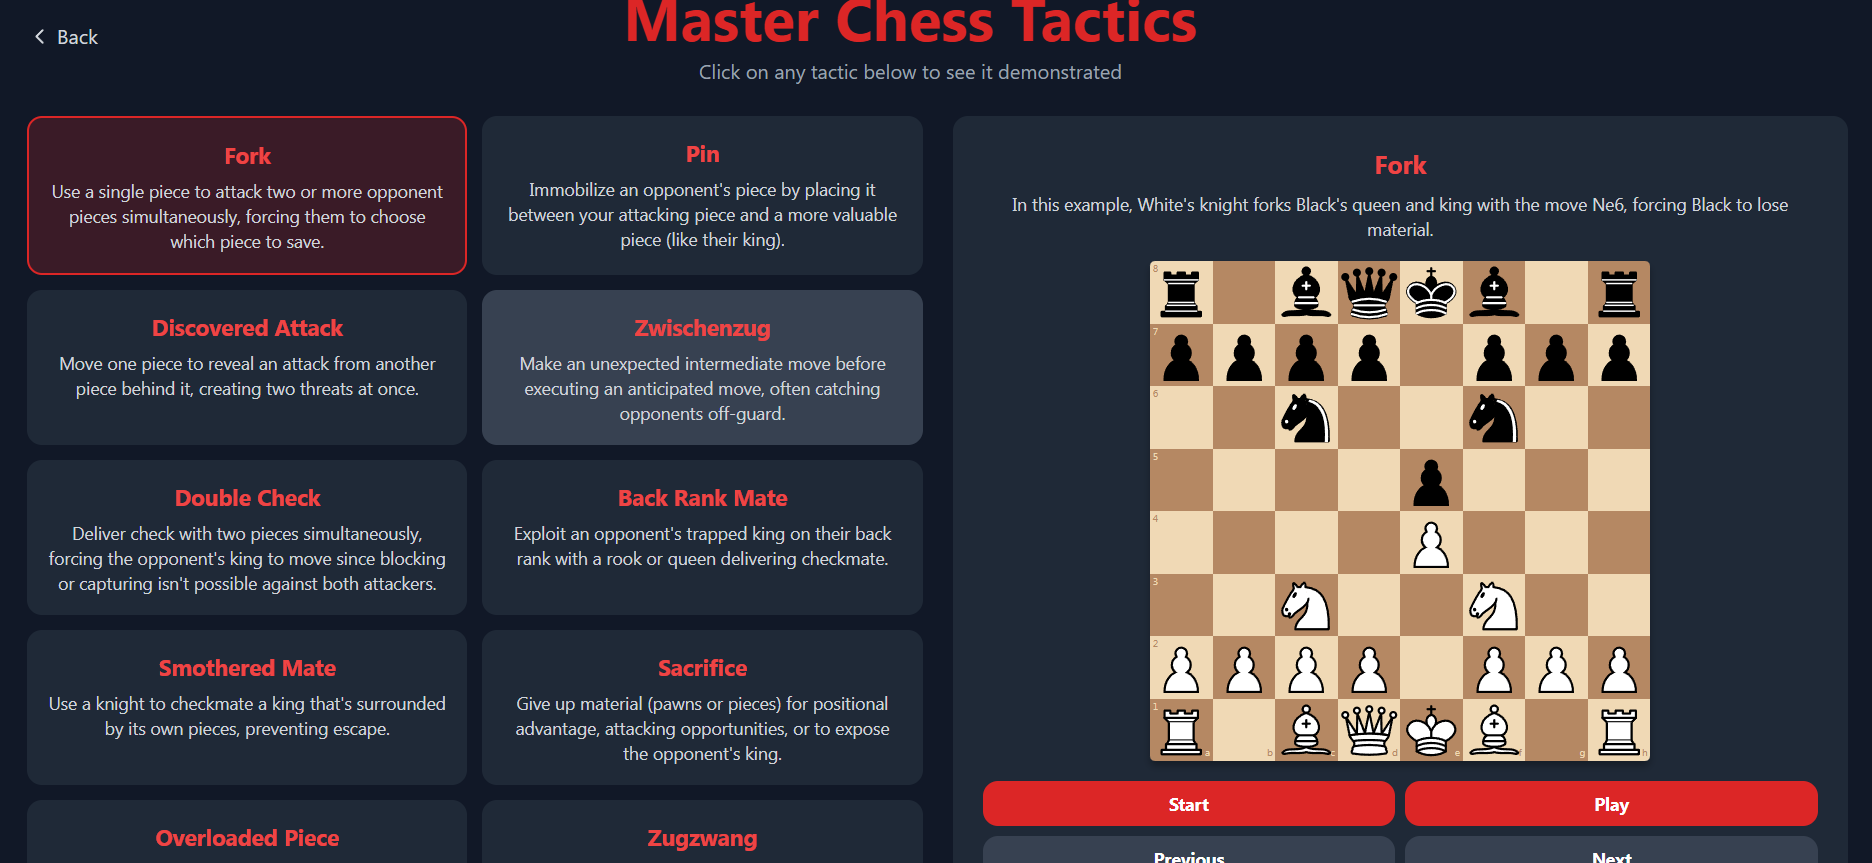 Back
Master Chess Tactics
Click on any tactic below to see it demonstrated
Fork
Use a single piece to attack two or more opponent
pieces simultaneously, forcing them to choose
which piece to save.
Pin
Immobilize an opponent's piece by placing it
between your attacking piece and a more valuable
piece (like their king).
Discovered Attack
Move one piece to reveal an attack from another
piece behind it, creating two threats at once.
Zwischenzug
Make an unexpected intermediate move before
executing an anticipated move, often catching
opponents off-guard.
Double Check
Deliver check with two pieces simultaneously,
forcing the opponent's king to move since blocking
or capturing isn't possible against both attackers.
Back Rank Mate
Exploit an opponent's trapped king on their back
rank with a rook or queen delivering checkmate.
Smothered Mate
Use a knight to checkmate a king that's surrounded
by its own pieces, preventing escape.
Sacrifice
Give up material (pawns or pieces) for positional
advantage, attacking opportunities, or to expose
the opponent's king.
Overloaded Piece
Zugzwang
Fork
In this example, White's knight forks Black's queen and king with the move Ne6, forcing Black to lose
material.
8
7
6
5
4
3
2
1
a b c d e f g h
Start
Play
Previous
Next